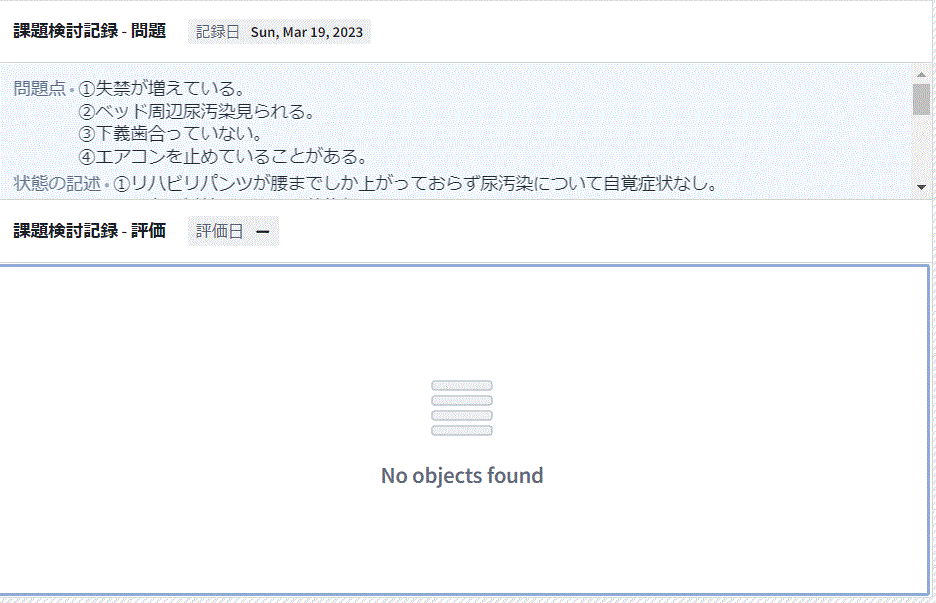 課題検討記録 - 問題 記録日 Sun, Mar 19, 2023
問題点 • ①失禁が増えている。
②ベッド周辺尿汚染見られる。
③下義歯合っていない。
④エアコンを止めていることがある。
状態の記述 • ①リハビリパンツが腰までしか上がっておらず尿汚染について自覚症状なし。
課題検討記録 - 評価 評価日 —
No objects found